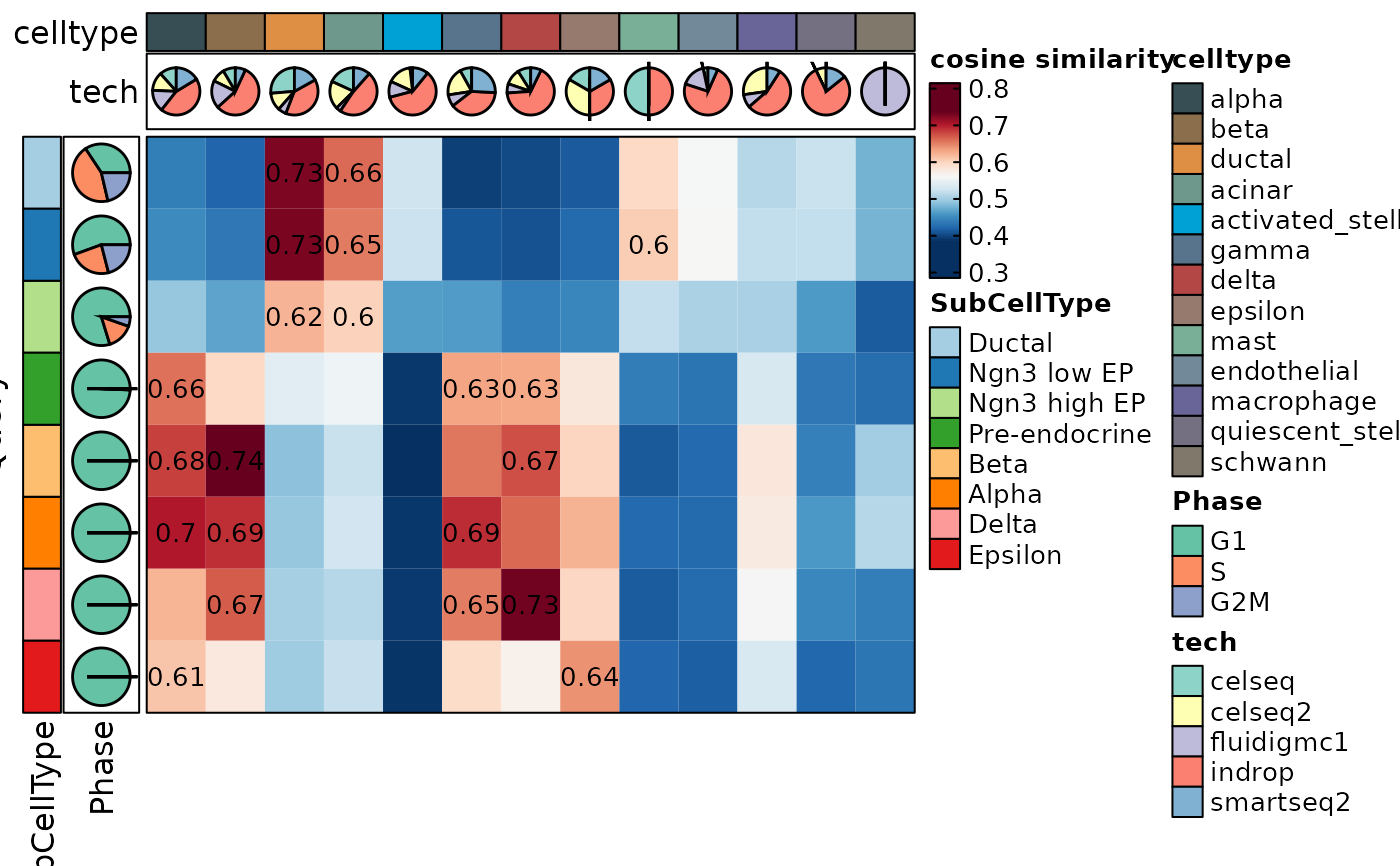 celltype
tech
0.73 0.66
0.73 0.65 0.6
0.62 0.6
0.66 0.63 0.63
0.68 0.74 0.67
0.7 0.69 0.69
0.67 0.65 0.73
0.61 0.64
bCellType
Phase
cosine similarity
0.8
0.7
0.6
0.5
0.4
0.3
SubCellType
Ductal
Ngn3 low EP
Ngn3 high EP
Pre-endocrine
Beta
Alpha
Delta
Epsilon
celltype
alpha
beta
ductal
acinar
activated_stell
gamma
delta
epsilon
mast
endothelial
macrophage
quiescent_stel
schwann
Phase
G1
S
G2M
tech
celseq
celseq2
fluidigmc1
indrop
smartseq2